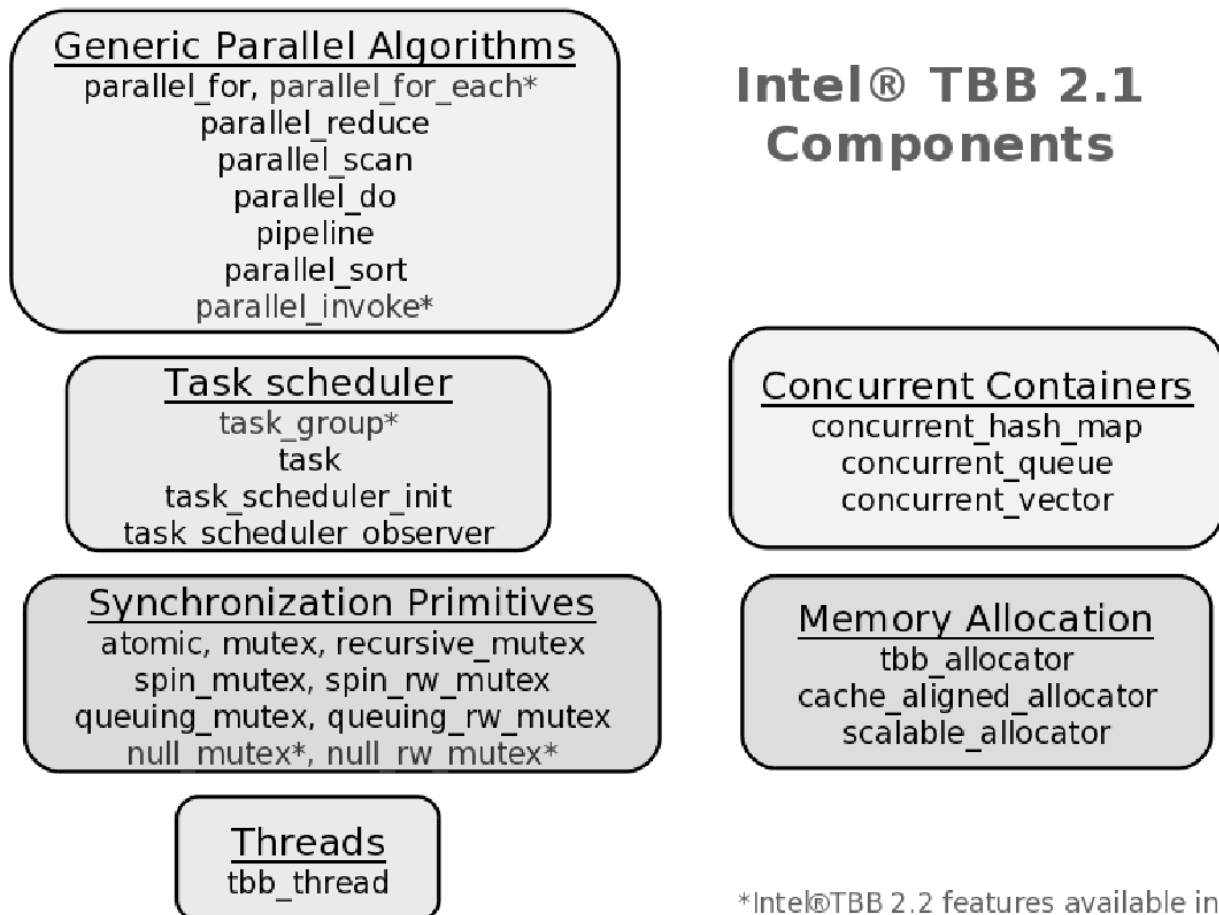 Generic Parallel Algorithms
parallel_for, parallel_for_each*
parallel_reduce
parallel_scan
parallel_do
pipeline
parallel_sort
parallel_invoke*
Intel® TBB 2.1
Components
Task scheduler
task_group*
task
task_scheduler_init
task_scheduler_observer
Concurrent Containers
concurrent_hash_map
concurrent_queue
concurrent_vector
Synchronization Primitives
atomic, mutex, recursive_mutex
spin_mutex, spin_rw_mutex
queuing_mutex, queuing_rw_mutex
null_mutex*, null_rw_mutex*
Memory Allocation
tbb_allocator
cache_aligned_allocator
scalable_allocator
Threads
tbb_thread
*Intel®TBB 2.2 features available in